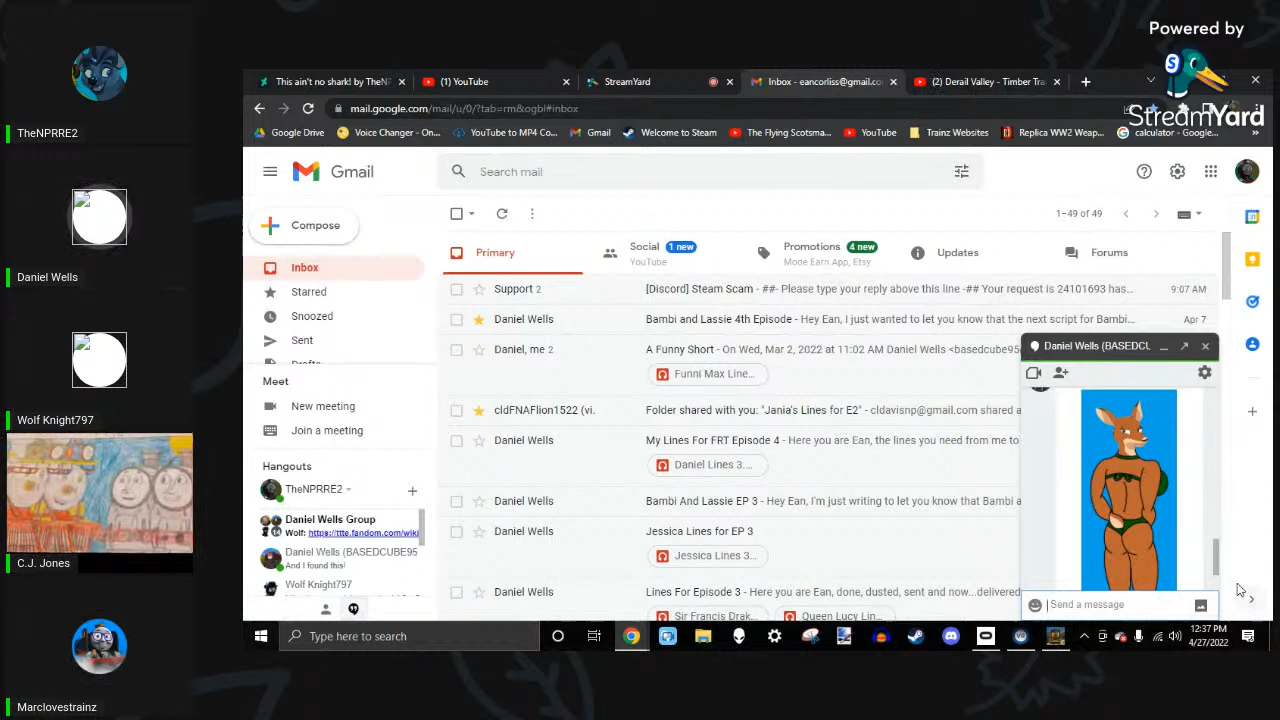 Powered by
StreamYard
TheNPRRE2
Daniel Wells
Wolf Knight797
C.J. Jones
Marclovestrainz
This ain't no shark! by TheNF
(1) YouTube
StreamYard
Inbox - eancorliss@gmail.co
(2) Derail Valley - Timber Tra
mail.google.com/mail/u/0/?tab=rm&ogbl#inbox
Google Drive
Voice Changer - On...
YouTube to MP4 Co...
Gmail
Welcome to Steam
The Flying Scotsma...
YouTube
Trainz Websites
Replica WW2 Weap...
calculator - Google...
Gmail
Search mail
Compose
1–49 of 49
Primary
Social 1 new
YouTube
Promotions 4 new
Mode Earn App, Etsy
Updates
Forums
Inbox
Starred
Snoozed
Sent
Drafts
Meet
New meeting
Join a meeting
Hangouts
TheNPRRE2
Daniel Wells Group
Wolf: https://ttte.fandom.com/wiki
Daniel Wells (BASEDCUBE95
And I found this!
Wolf Knight797
Support 2
[Discord] Steam Scam - ##- Please type your reply above this line -## Your request is 24101693 has...
9:07 AM
Daniel Wells
Bambi and Lassie 4th Episode - Hey Ean, I just wanted to let you know that the next script for Bambi...
Apr 7
Daniel, me 2
A Funny Short - On Wed, Mar 2, 2022 at 11:02 AM Daniel Wells <basedcube95
Funni Max Line...
cldFNAFlion1522 (vi.
Folder shared with you: "Jania's Lines for E2" - cldavisnp@gmail.com shared a
Daniel Wells
My Lines For FRT Episode 4 - Here you are Ean, the lines you need from me to
Daniel Lines 3....
Daniel Wells
Bambi And Lassie EP 3 - Hey Ean, I'm just writing to let you know that Bambi a
Daniel Wells
Jessica Lines for EP 3
Jessica Lines 3...
Daniel Wells
Lines For Episode 3 - Here you are Ean, done, dusted, sent and now...delivered
Sir Francis Drak...
Queen Lucy Lin...
Daniel Wells (BASEDCU
Send a message
Type here to search
12:37 PM
4/27/2022